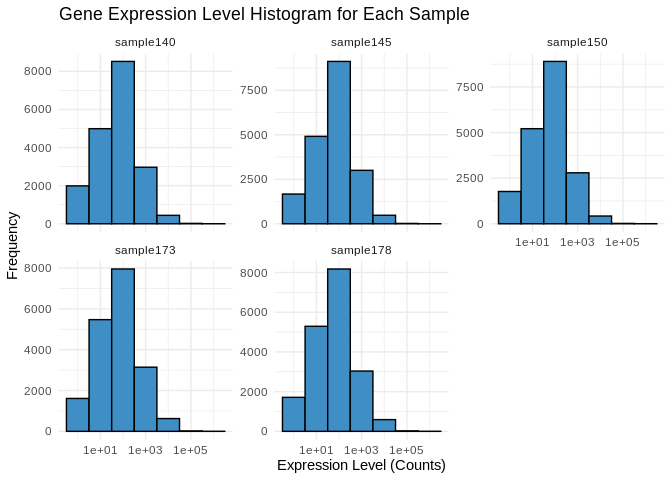 Gene Expression Level Histogram for Each Sample
sample140
sample145
sample150
8000
6000
4000
2000
0
7500
5000
2500
0
7500
5000
2500
0
1e+01 1e+03 1e+05
Frequency
sample173
sample178
8000
6000
4000
2000
0
8000
6000
4000
2000
0
1e+01 1e+03 1e+05
1e+01 1e+03 1e+05
Expression Level (Counts)